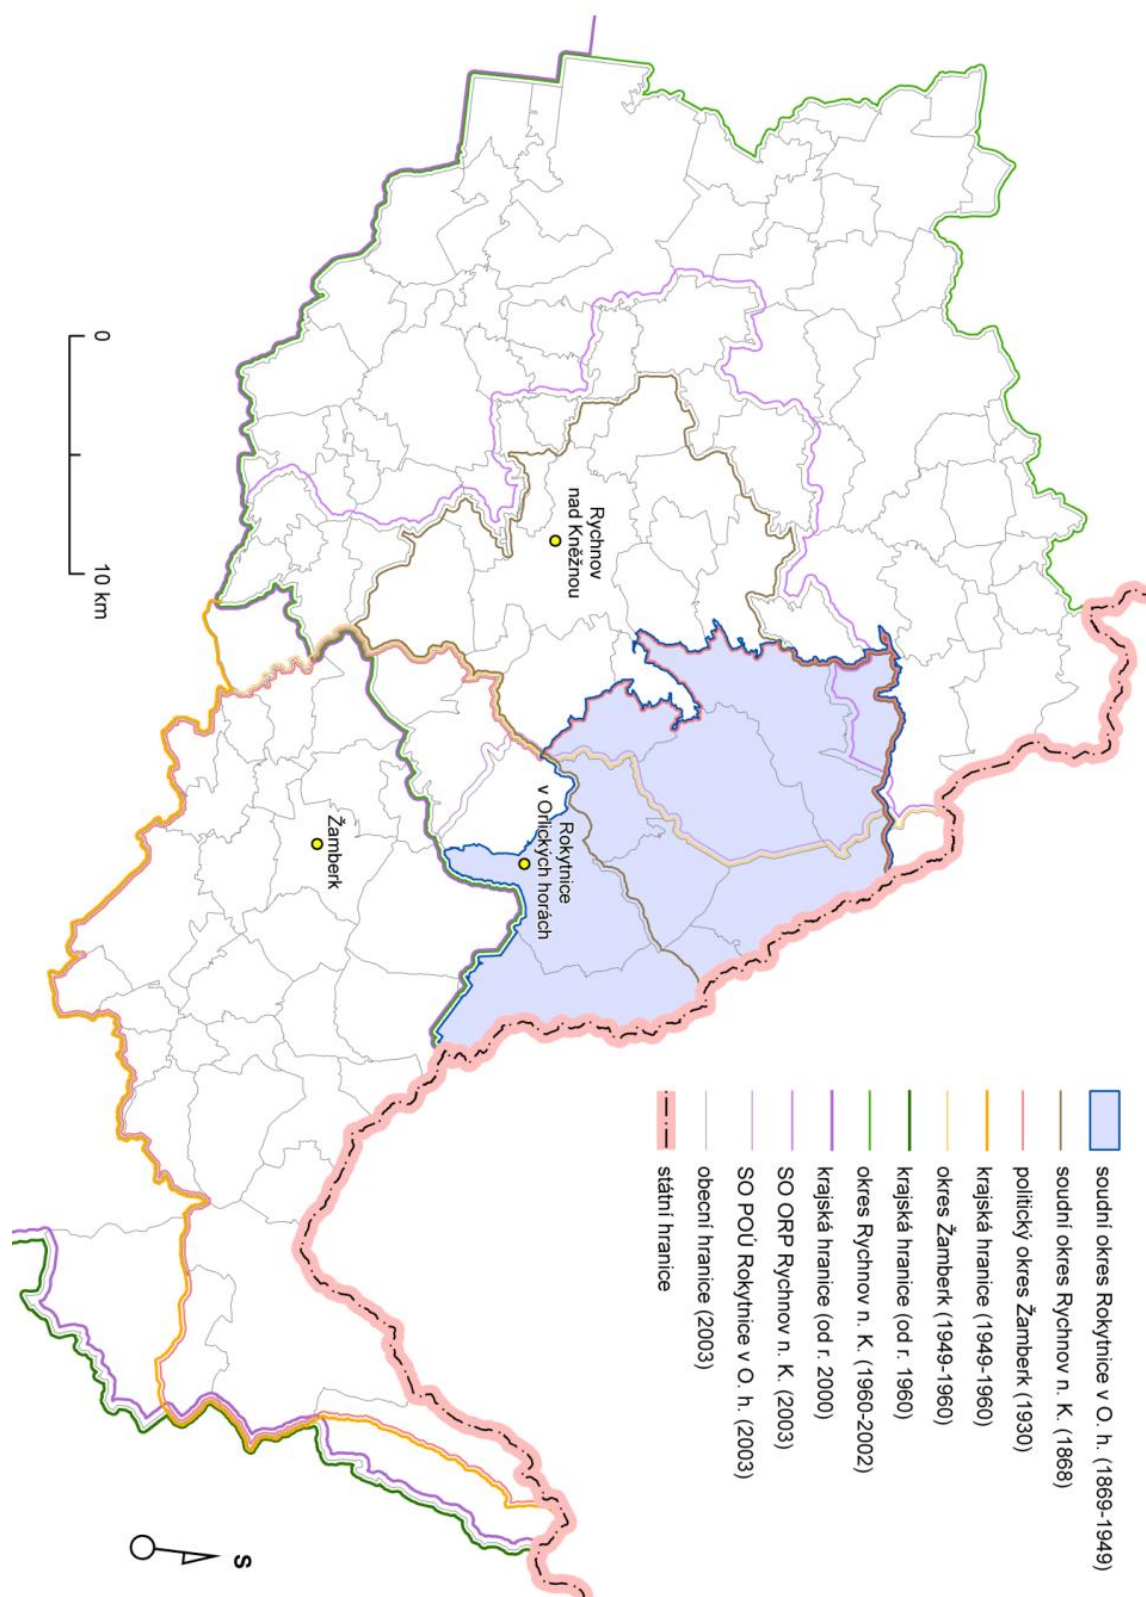 Rychnov
nad Kněžnou
Rokytnice
v Orlických horách
Žamberk
0
10 km
soudní okres Rokytnice v O. h. (1869-1949)
soudní okres Rychnov n. K. (1868)
politický okres Žamberk (1930)
krajská hranice (1949-1960)
okres Žamberk (1949-1960)
krajská hranice (od r. 1960)
okres Rychnov n. K. (1960-2002)
krajská hranice (od r. 2000)
SO ORP Rychnov n. K. (2003)
SO POÚ Rokytnice v O. h. (2003)
obecní hranice (2003)
státní hranice
S